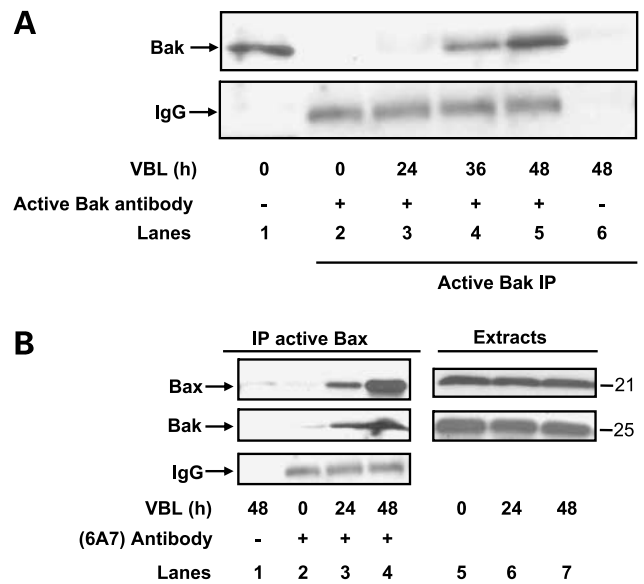 A
Bak
IgG
VBL (h) 0 0 24 36 48 48
Active Bak antibody - + + + + -
Lanes 1 2 3 4 5 6
Active Bak IP
B
IP active Bax Extracts
Bax 21
Bak 25
IgG
VBL (h) 48 0 24 48 0 24 48
(6A7) Antibody - + + +
Lanes 1 2 3 4 5 6 7